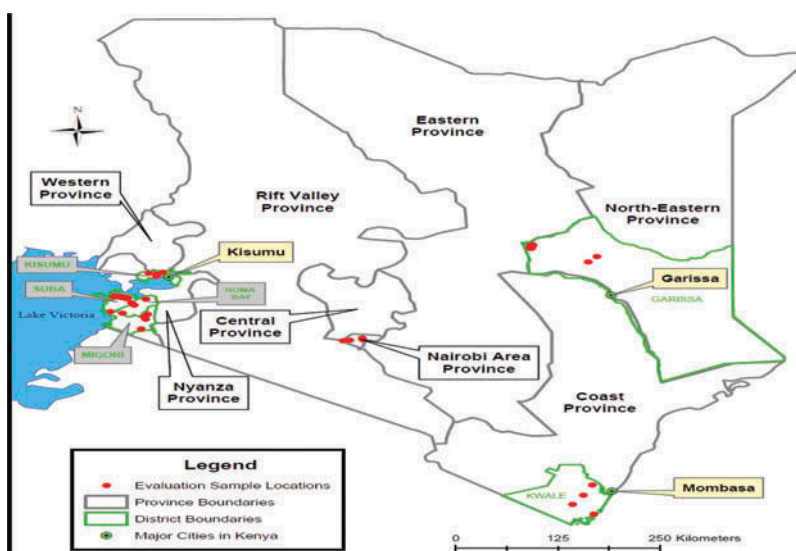 N
Eastern
Province
Western
Province
Rift Valley
Province
North-Eastern
Province
Kisumu
KISUMU
SUBA
HOMA
BAY
Garissa
GARISSA
Lake Victoria
Central
Province
MIGORI
Nairobi Area
Province
Nyanza
Province
Coast
Province
Legend
Evaluation Sample Locations
Province Boundaries
District Boundaries
Major Cities in Kenya
KWALE
Mombasa
0 125 250 Kilometers